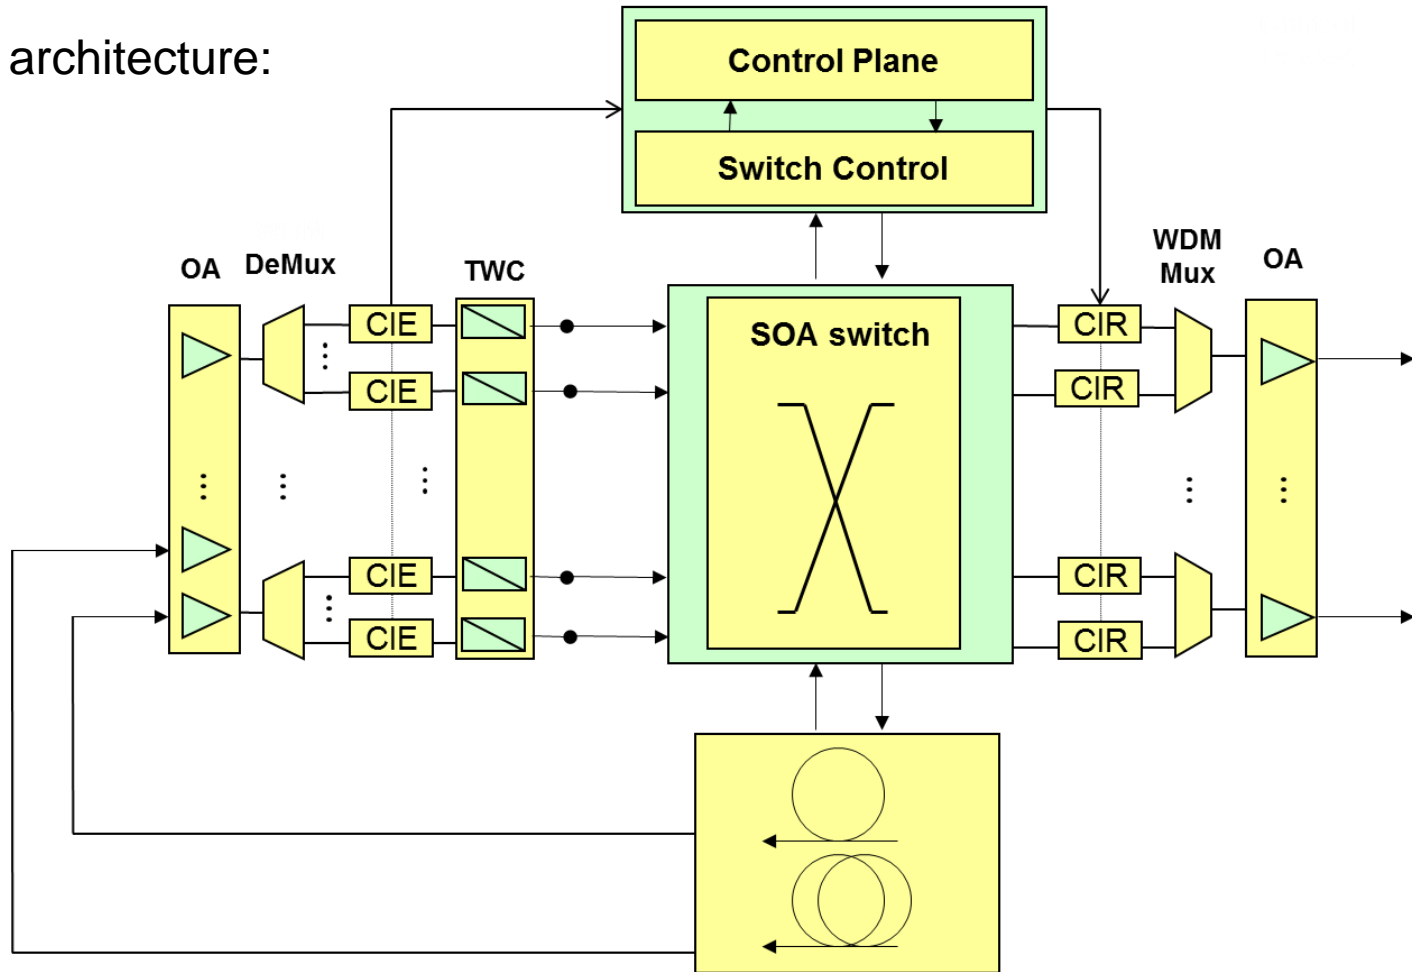 architecture:
Control Plane
Switch Control
OA
DeMux
TWC
WDM
Mux
OA
CIE
CIE
CIE
CIE
SOA switch
CIR
CIR
CIR
CIR